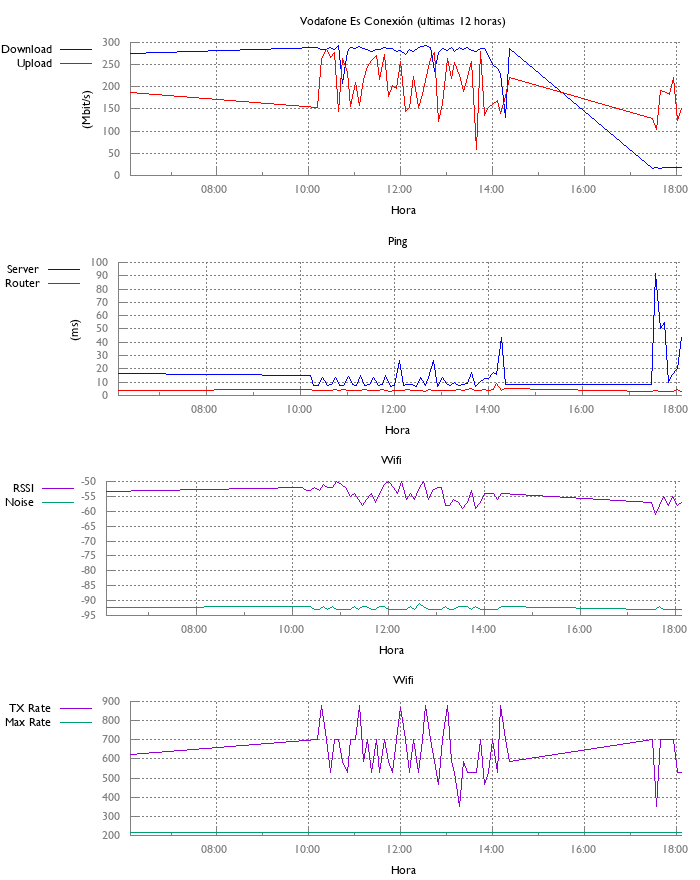 Vodafone Es Conexión (ultimas 12 horas)
Download
Upload
300
250
200
150
100
50
0
(Mbit/s)
08:00 10:00 12:00 14:00 16:00 18:00
Hora
Ping
Server
Router
100
90
80
70
60
50
40
30
20
10
0
(ms)
08:00 10:00 12:00 14:00 16:00 18:00
Hora
Wifi
RSSI
Noise
-50
-55
-60
-65
-70
-75
-80
-85
-90
-95
08:00 10:00 12:00 14:00 16:00 18:00
Hora
Wifi
TX Rate
Max Rate
900
800
700
600
500
400
300
200
08:00 10:00 12:00 14:00 16:00 18:00
Hora